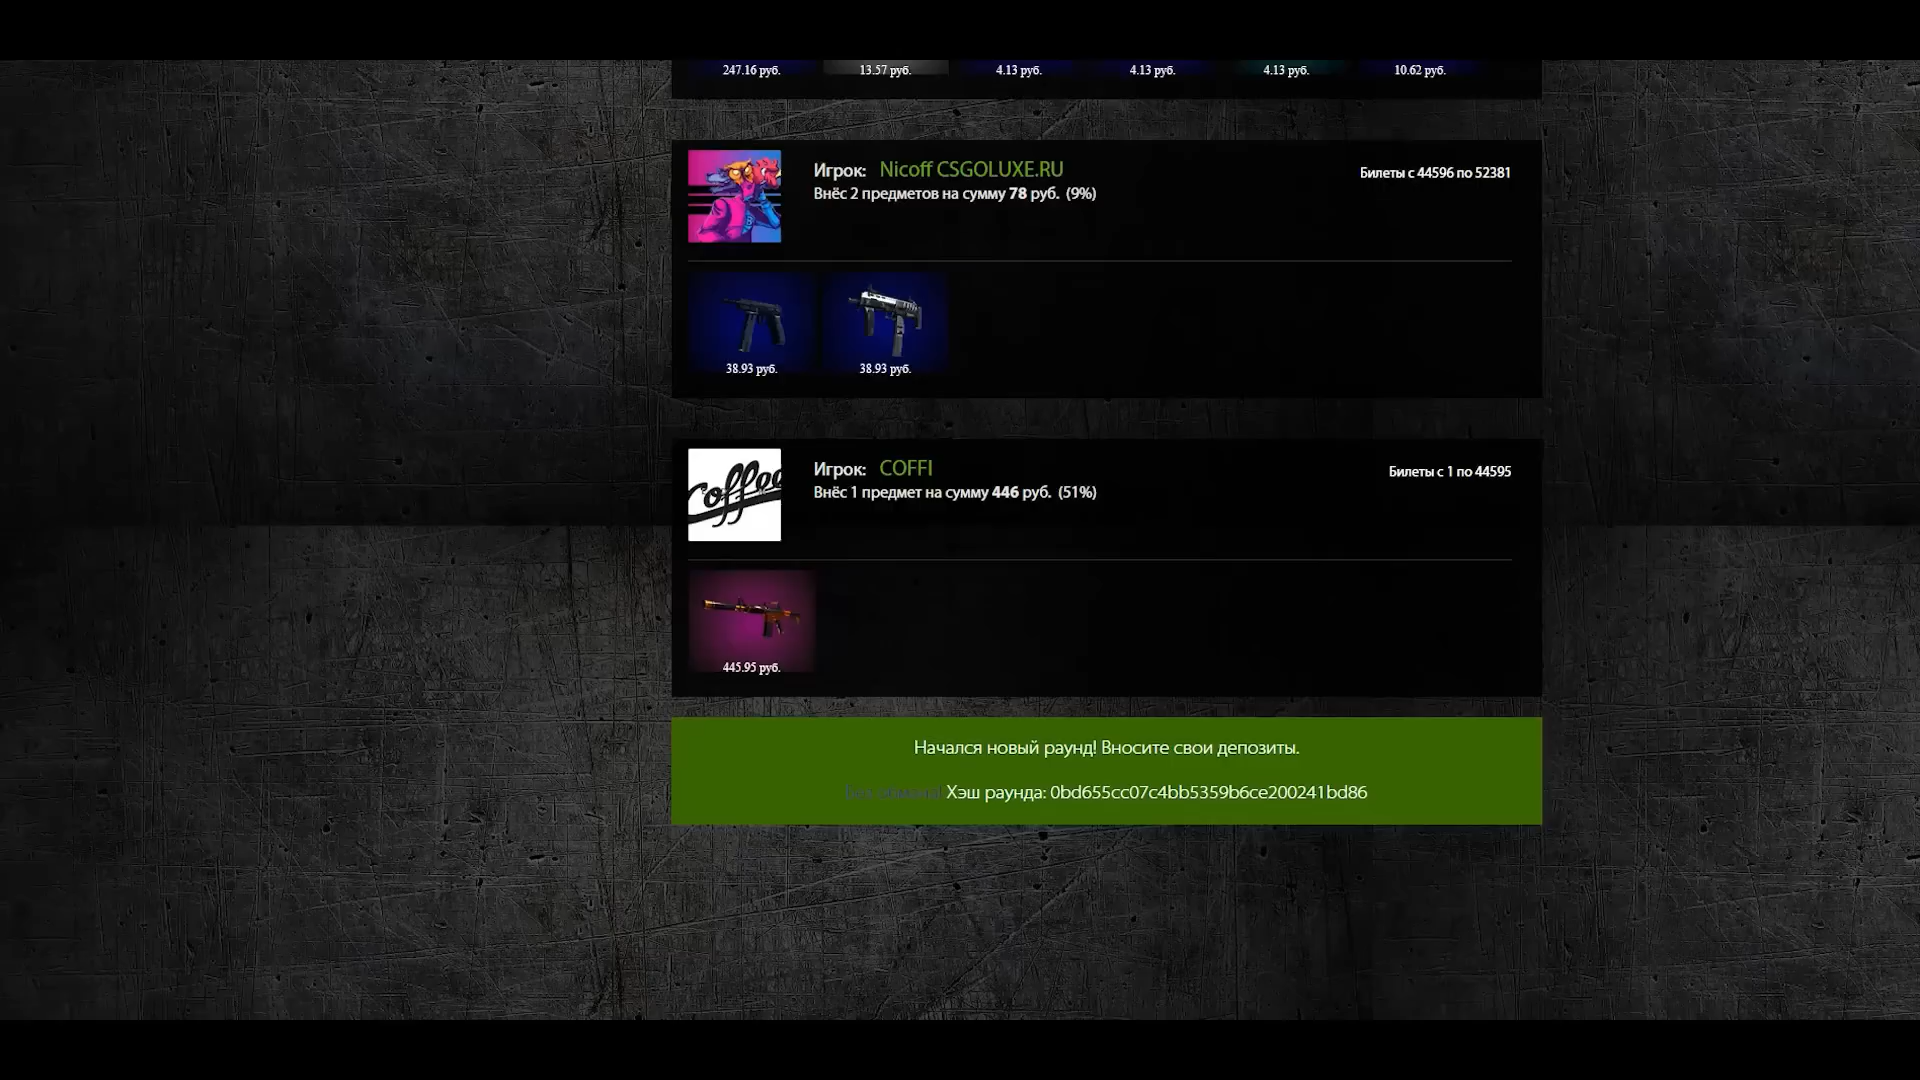 247.16 руб. 13.57 руб. 4.13 руб. 4.13 руб. 4.13 руб. 10.62 руб.
Игрок: Nicoff CSGOLUXE.RU
Билеты с 44596 по 52381
Внёс 2 предметов на сумму 78 руб. (9%)
38.93 руб. 38.93 руб.
Coffee
Игрок: COFFI
Билеты с 1 по 44595
Внёс 1 предмет на сумму 446 руб. (51%)
445.95 руб.
Начался новый раунд! Вносите свои депозиты.
Хэш раунда: 0bd655cc07c4bb5359b6ce200241bd86